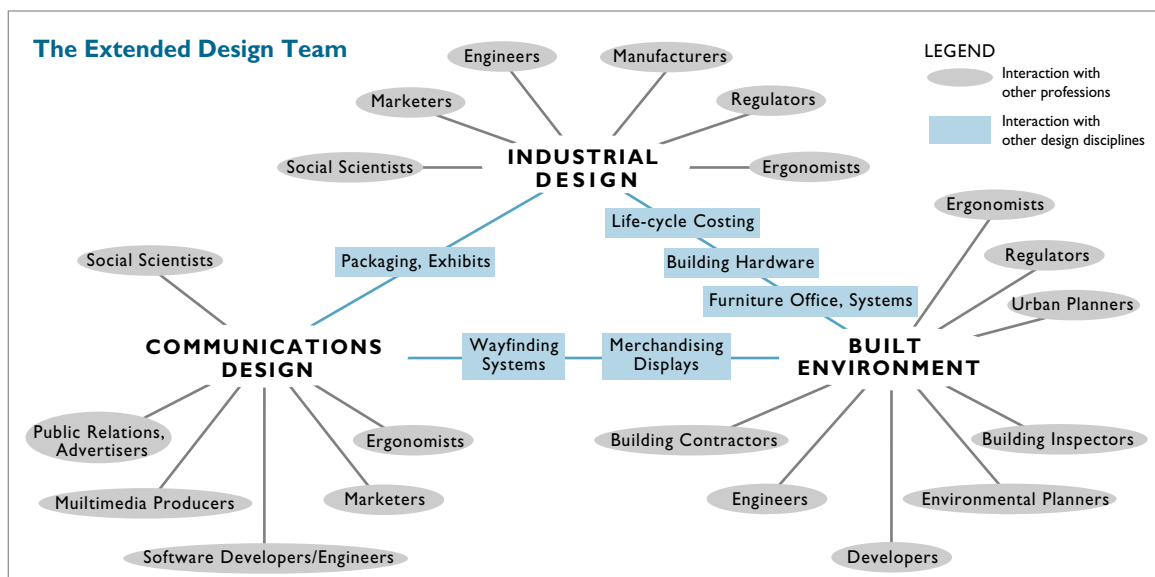 The Extended Design Team
Engineers
Manufacturers
LEGEND
Interaction with
other professions
Interaction with
other design disciplines
Marketers
Regulators
Social Scientists
INDUSTRIAL
DESIGN
Ergonomists
Ergonomists
Life-cycle Costing
Social Scientists
Packaging, Exhibits
Building Hardware
Regulators
Furniture Office, Systems
Urban Planners
COMMUNICATIONS
DESIGN
Wayfinding
Systems
Merchandising
Displays
BUILT
ENVIRONMENT
Public Relations,
Advertisers
Ergonomists
Building Contractors
Building Inspectors
Muiltimedia Producers
Marketers
Engineers
Environmental Planners
Software Developers/Engineers
Developers